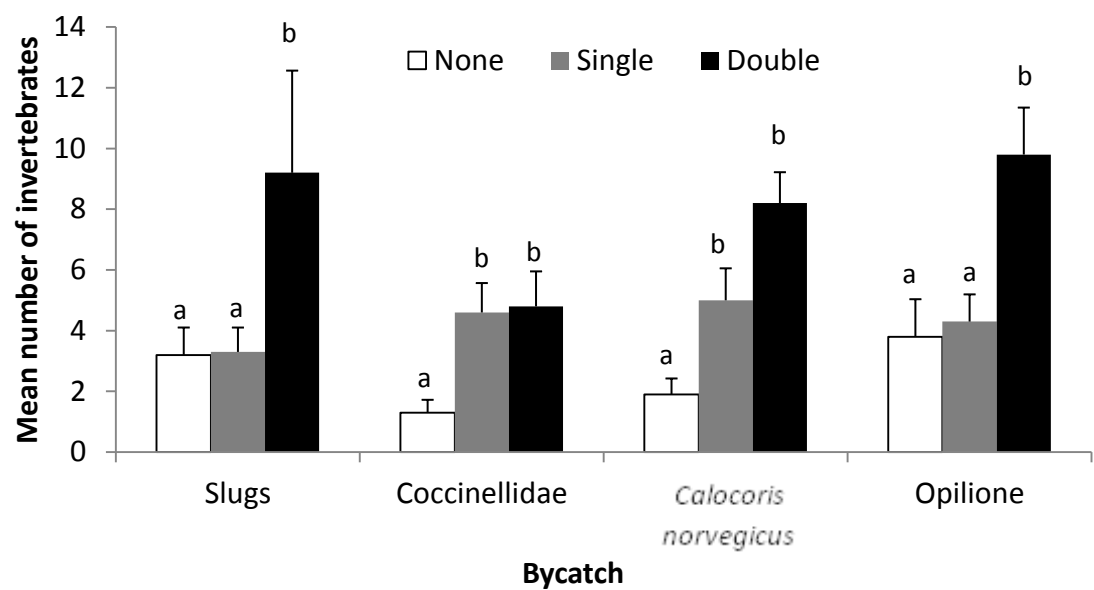 Mean number of invertebrates
14
12
10
8
6
4
2
0
None Single Double
a a b
a b b
a b b
a a b
Slugs Coccinellidae Calocoris norvegicus Opilione
Bycatch